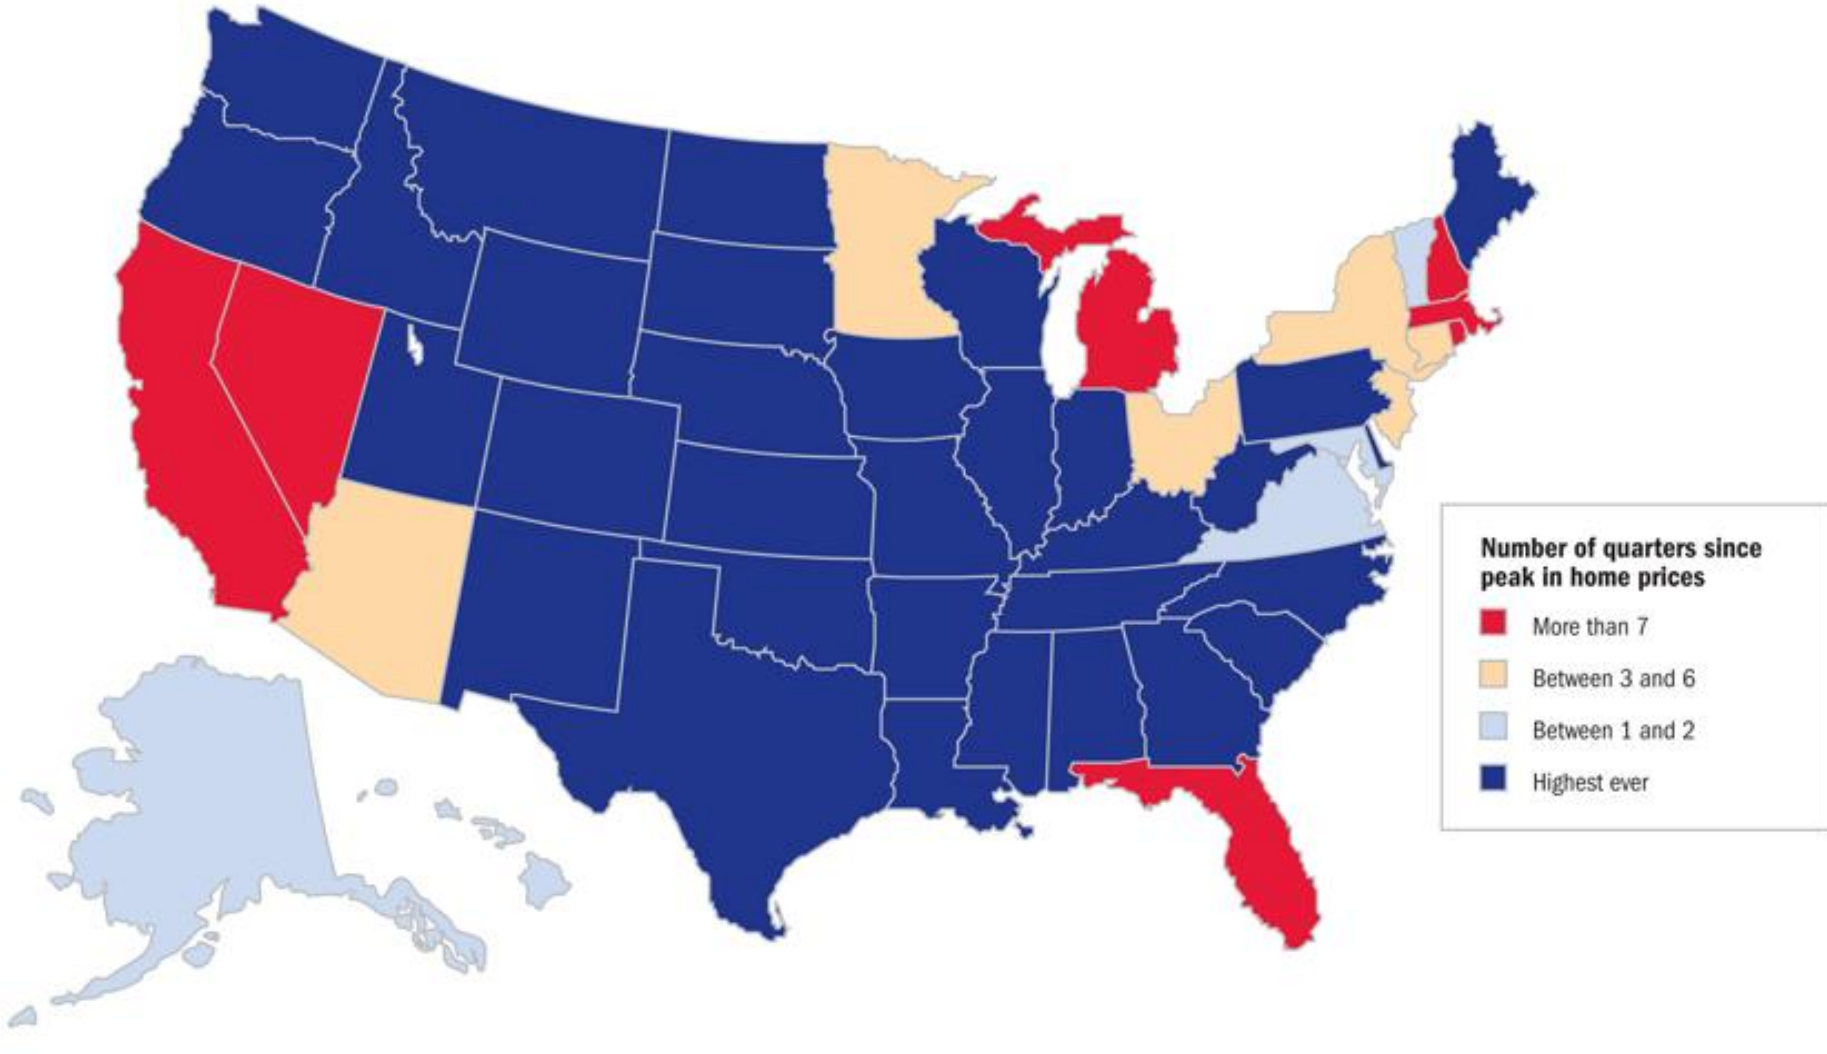 Number of quarters since
peak in home prices
More than 7
Between 3 and 6
Between 1 and 2
Highest ever